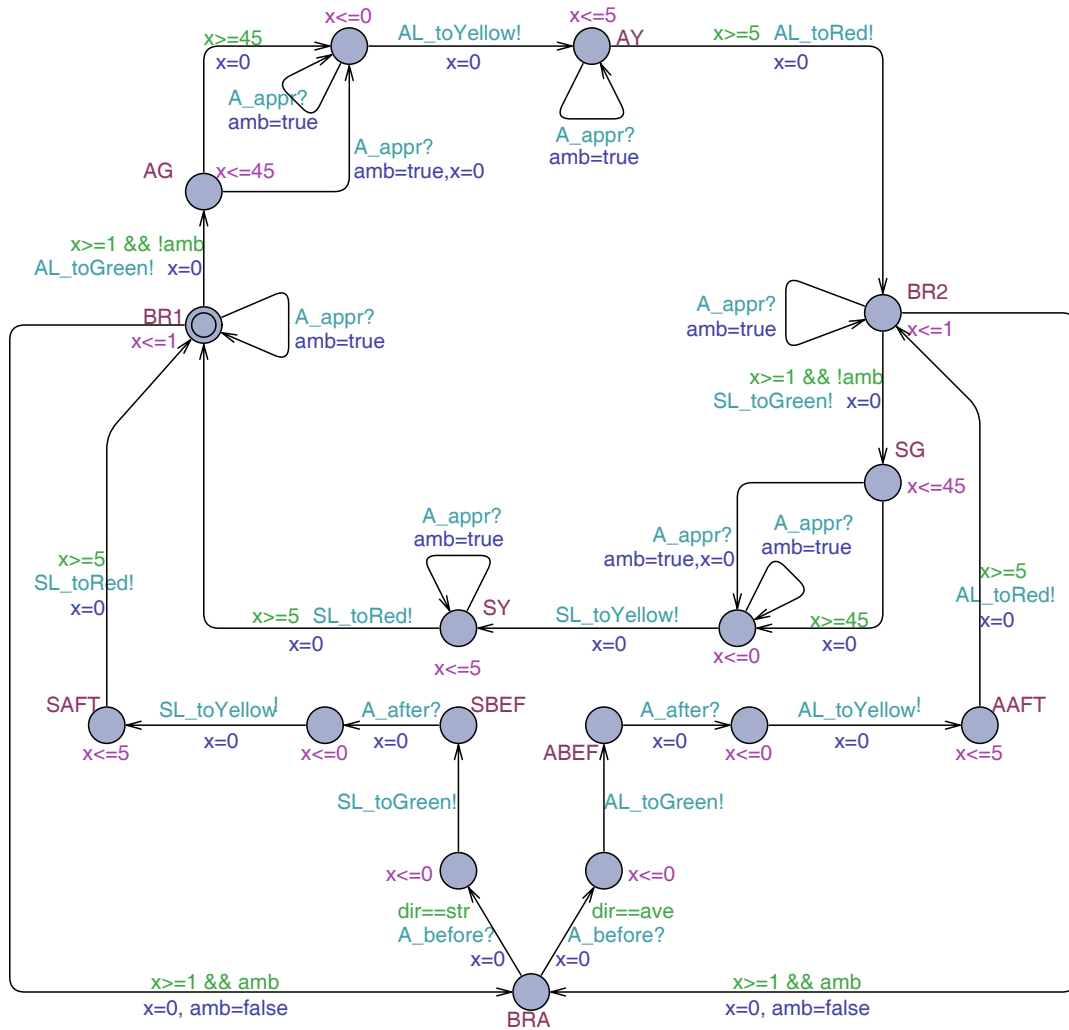 x<=0
x<=5
x>=45
AL_toYellow!
AY
x>=5
AL_toRed!
x=0
x=0
x=0
A_appr?
amb=true
A_appr?
amb=true
A_appr?
amb=true,x=0
AG
x<=45
x>=1 && !amb
AL_toGreen!
x=0
BR1
x<=1
A_appr?
amb=true
A_appr?
amb=true
BR2
x<=1
x>=1 && !amb
SL_toGreen!
x=0
SG
x<=45
A_appr?
amb=true
A_appr?
amb=true,x=0
A_appr?
amb=true
x>=5
SL_toRed!
x=0
x>=5
SL_toRed!
x=0
SY
x<=5
SL_toYellow!
x=0
x<=0
x>=45
x=0
x>=5
AL_toRed!
x=0
SAFT
x<=5
SL_toYellow!
x=0
x<=0
A_after?
x=0
SBEF
ABEF
A_after?
x=0
x<=0
AL_toYellow!
x=0
AAFT
x<=5
SL_toGreen!
AL_toGreen!
x<=0
x<=0
dir==str
A_before?
x=0
dir==ave
A_before?
x=0
x>=1 && amb
x=0, amb=false
BRA
x>=1 && amb
x=0, amb=false